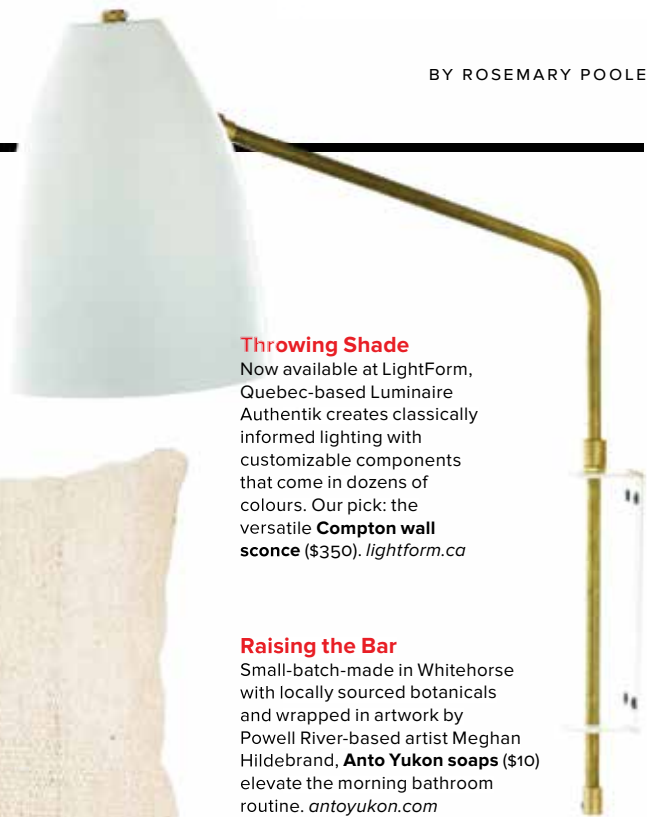 BY ROSEMARY POOLE
Throwing Shade
Now available at LightForm,
Quebec-based Luminaire
Authentik creates classically
informed lighting with
customizable components
that come in dozens of
colours. Our pick: the
versatile Compton wall
sconce ($350). lightform.ca
Raising the Bar
Small-batch-made in Whitehorse
with locally sourced botanicals
and wrapped in artwork by
Powell River-based artist Meghan
Hildebrand, Anto Yukon soaps ($10)
elevate the morning bathroom
routine. antoyukon.com